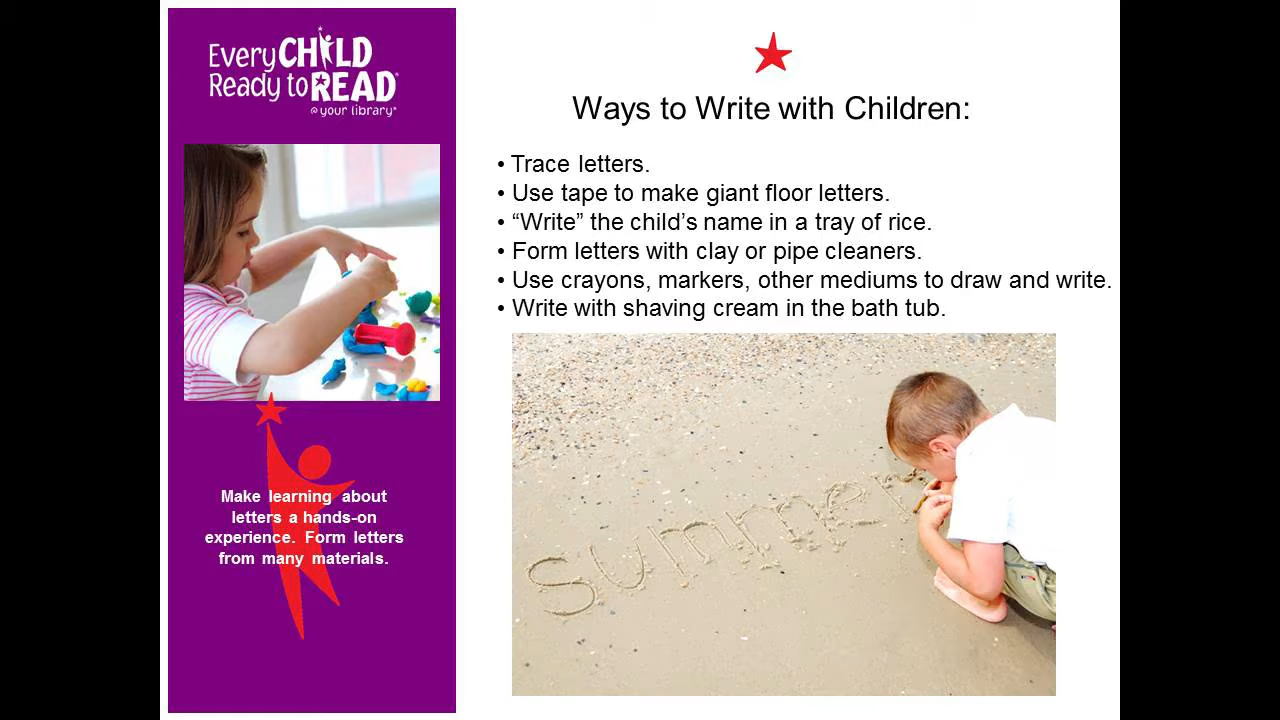 Every CHILD
Ready to READ®
@ your library®
Make learning about
letters a hands-on
experience. Form letters
from many materials.
Ways to Write with Children:
• Trace letters.
• Use tape to make giant floor letters.
• “Write” the child’s name in a tray of rice.
• Form letters with clay or pipe cleaners.
• Use crayons, markers, other mediums to draw and write.
• Write with shaving cream in the bath tub.
summer